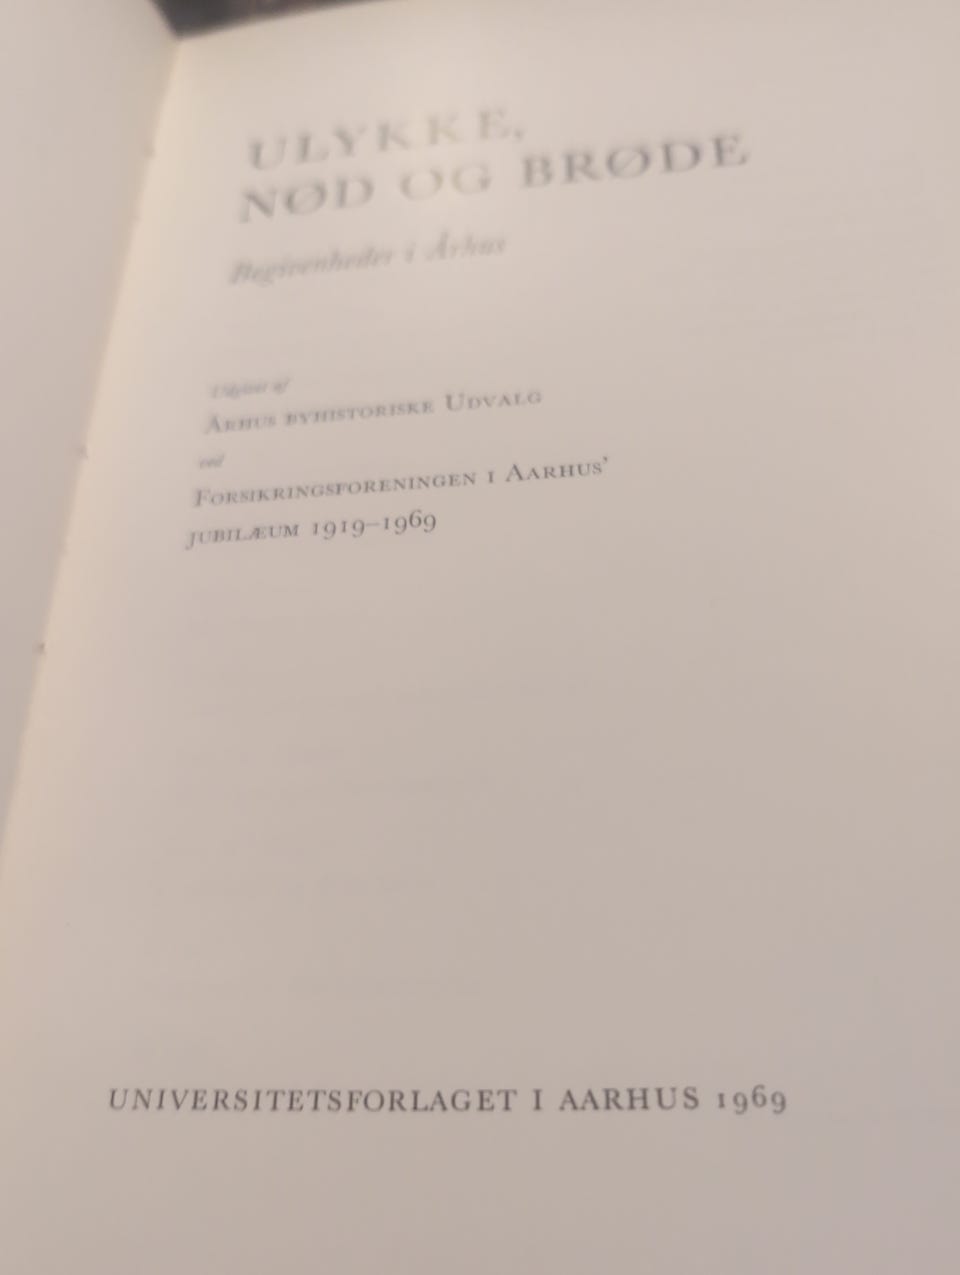 ULYKKE,
NØD OG BRØDE
Begivenheder i Århus
Udgivet af
Århus byhistoriske Udvalg
ved
Forsikringsforeningen i Aarhus'
jubilæum 1919–1969
UNIVERSITETSFORLAGET I AARHUS 1969